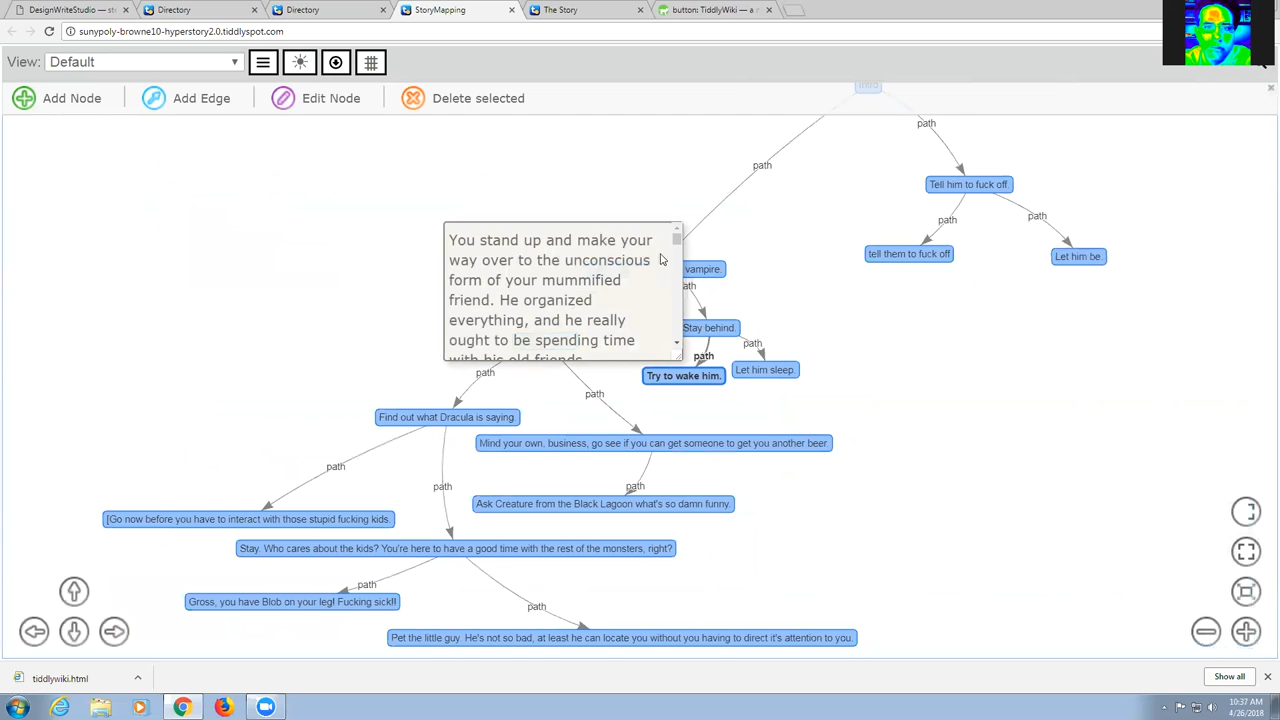 DesignWriteStudio — st
Directory
Directory
StoryMapping
The Story
button: TiddlyWiki — a n
sunypoly-browne10-hyperstory2.0.tiddlyspot.com
View:
Default
Add Node
Add Edge
Edit Node
Delete selected
Intro
path
path
Tell him to fuck off.
path
path
tell them to fuck off
Let him be.
You stand up and make your
way over to the unconscious
form of your mummified
friend. He organized
everything, and he really
ought to be spending time
with his old friends
vampire.
ath
Stay behind.
path
path
Try to wake him.
Let him sleep.
path
path
Find out what Dracula is saying.
Mind your own, business, go see if you can get someone to get you another beer.
path
path
path
Ask Creature from the Black Lagoon what's so damn funny.
[Go now before you have to interact with those stupid fucking kids.
Stay. Who cares about the kids? You're here to have a good time with the rest of the monsters, right?
path
path
Gross, you have Blob on your leg! Fucking sick!!
Pet the little guy. He's not so bad, at least he can locate you without you having to direct it's attention to you.
tiddlywiki.html
Show all
10:37 AM
4/26/2018